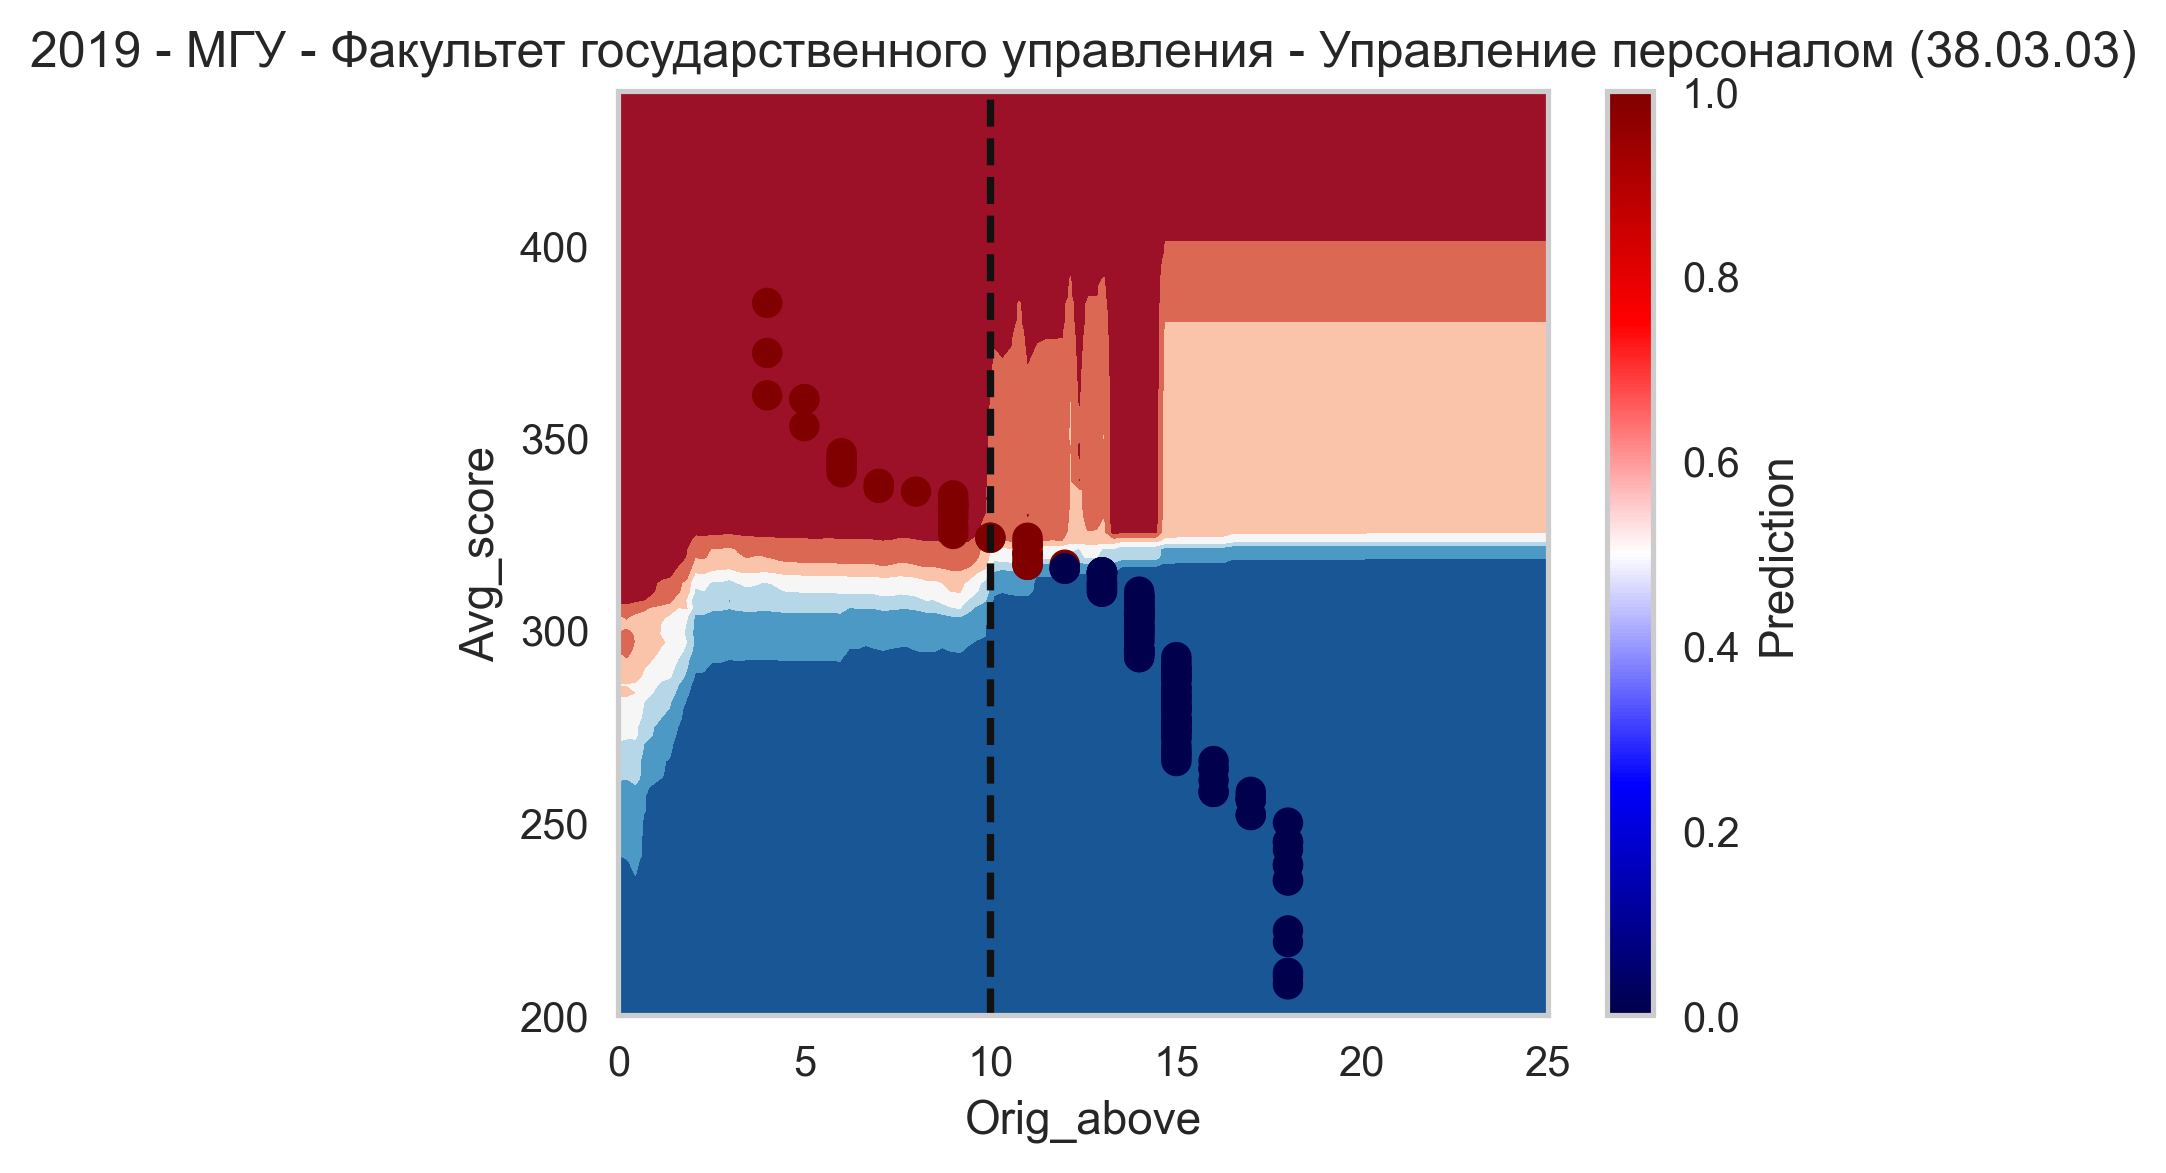 2019 - МГУ - Факультет государственного управления - Управление персоналом (38.03.03)
Avg_score
400
350
300
250
200
0 5 10 15 20 25
Orig_above
1.0
0.8
0.6
0.4
0.2
0.0
Prediction